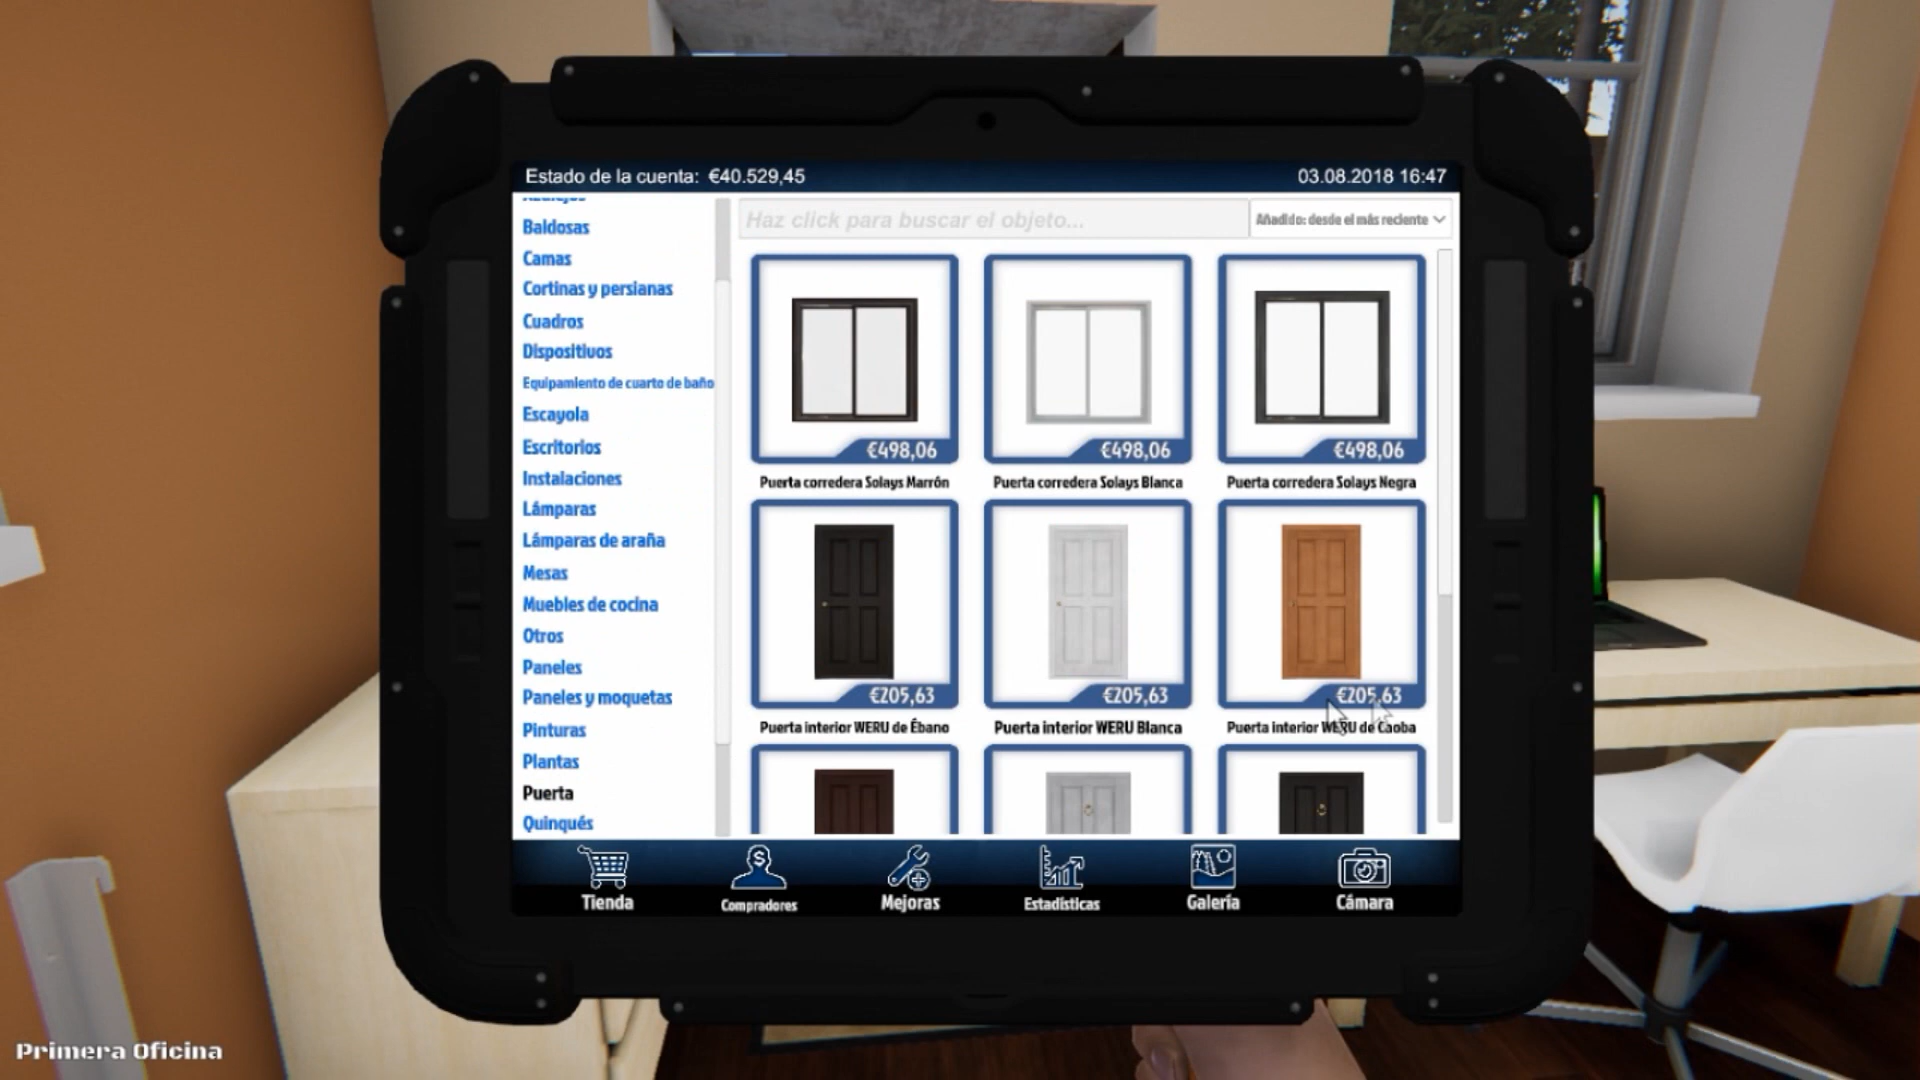 Estado de la cuenta: €40.529,45
03.08.2018 16:47
Azulejos
Baldosas
Camas
Cortinas y persianas
Cuadros
Dispositivos
Equipamiento de cuarto de baño
Escayola
Escritorios
Instalaciones
Lámparas
Lámparas de araña
Mesas
Muebles de cocina
Otros
Paneles
Paneles y moquetas
Pinturas
Plantas
Puerta
Quinqués
Haz click para buscar el objeto...
Añadido: desde el más reciente
€498,06
€498,06
€498,06
Puerta corredera Solays Marrón
Puerta corredera Solays Blanca
Puerta corredera Solays Negra
€205,63
€205,63
€205,63
Puerta interior WERU de Ébano
Puerta interior WERU Blanca
Puerta interior WERU de Caoba
Tienda
Compradores
Mejoras
Estadísticas
Galería
Cámara
Primera Oficina